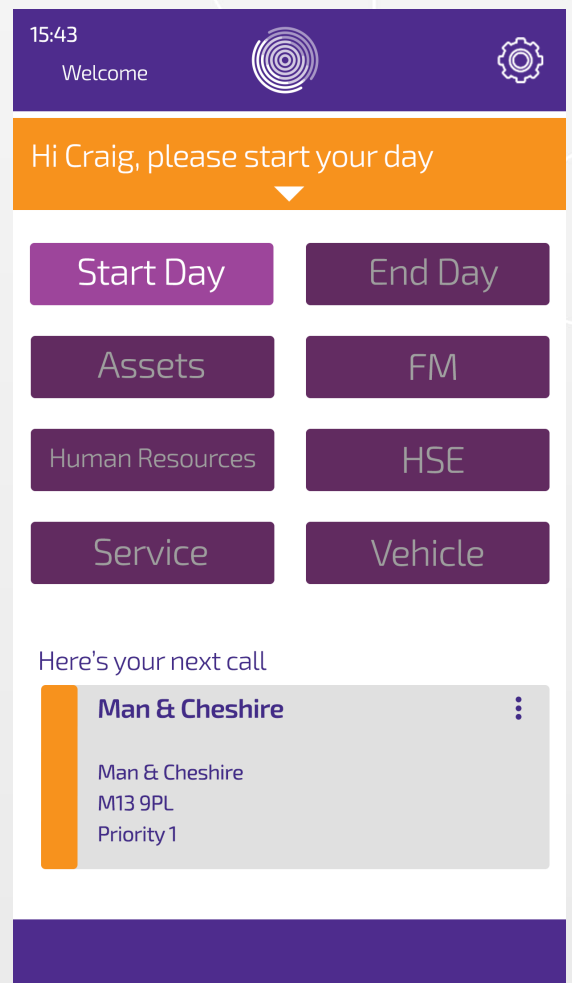 15:43
Welcome
Hi Craig, please start your day
Start Day
End Day
Assets
FM
Human Resources
HSE
Service
Vehicle
Here's your next call
Man & Cheshire
Man & Cheshire
M13 9PL
Priority 1